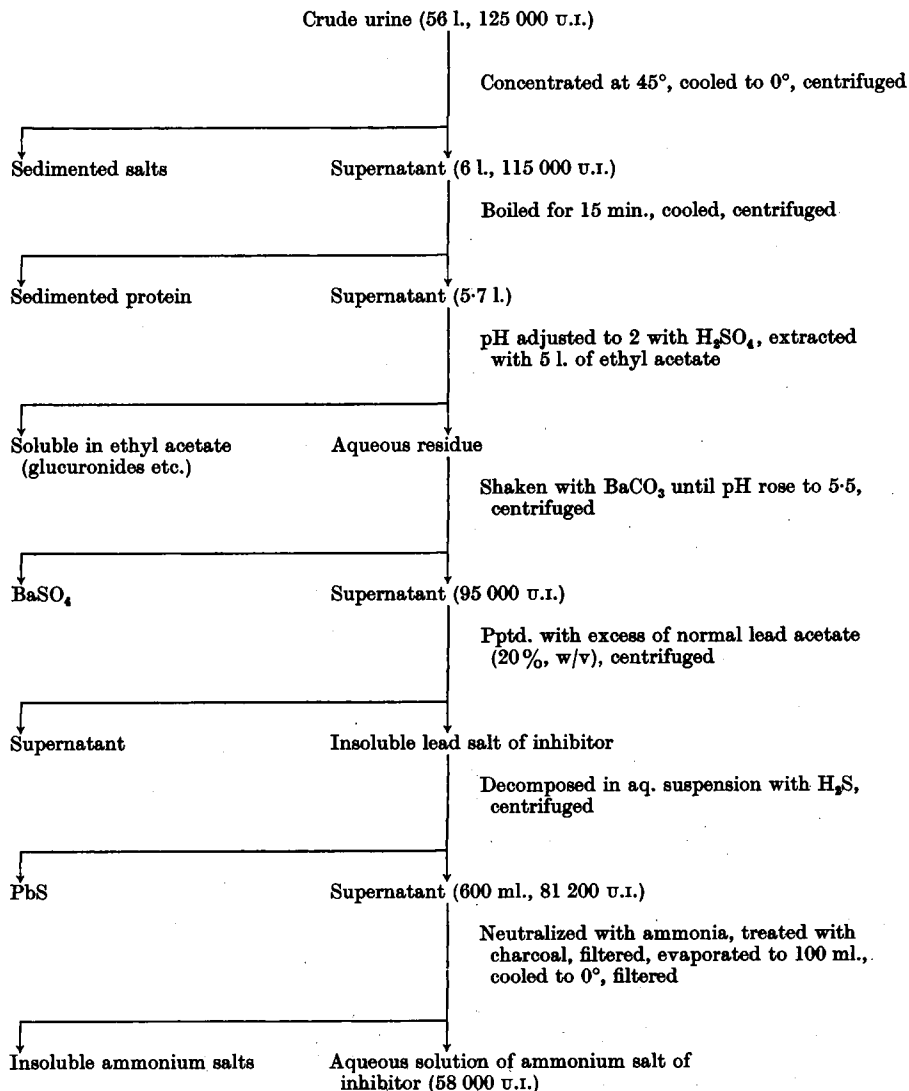 Crude urine (56 l., 125 000 U.I.)
Concentrated at 45°, cooled to 0°, centrifuged
Sedimented salts
Supernatant (6 l., 115 000 U.I.)
Boiled for 15 min., cooled, centrifuged
Sedimented protein
Supernatant (5·7 l.)
pH adjusted to 2 with H₂SO₄, extracted
with 5 l. of ethyl acetate
Soluble in ethyl acetate
(glucuronides etc.)
Aqueous residue
Shaken with BaCO₃ until pH rose to 5·5,
centrifuged
BaSO₄
Supernatant (95 000 U.I.)
Pptd. with excess of normal lead acetate
(20%, w/v), centrifuged
Supernatant
Insoluble lead salt of inhibitor
Decomposed in aq. suspension with H₂S,
centrifuged
PbS
Supernatant (600 ml., 81 200 U.I.)
Neutralized with ammonia, treated with
charcoal, filtered, evaporated to 100 ml.,
cooled to 0°, filtered
Insoluble ammonium salts
Aqueous solution of ammonium salt of
inhibitor (58 000 U.I.)